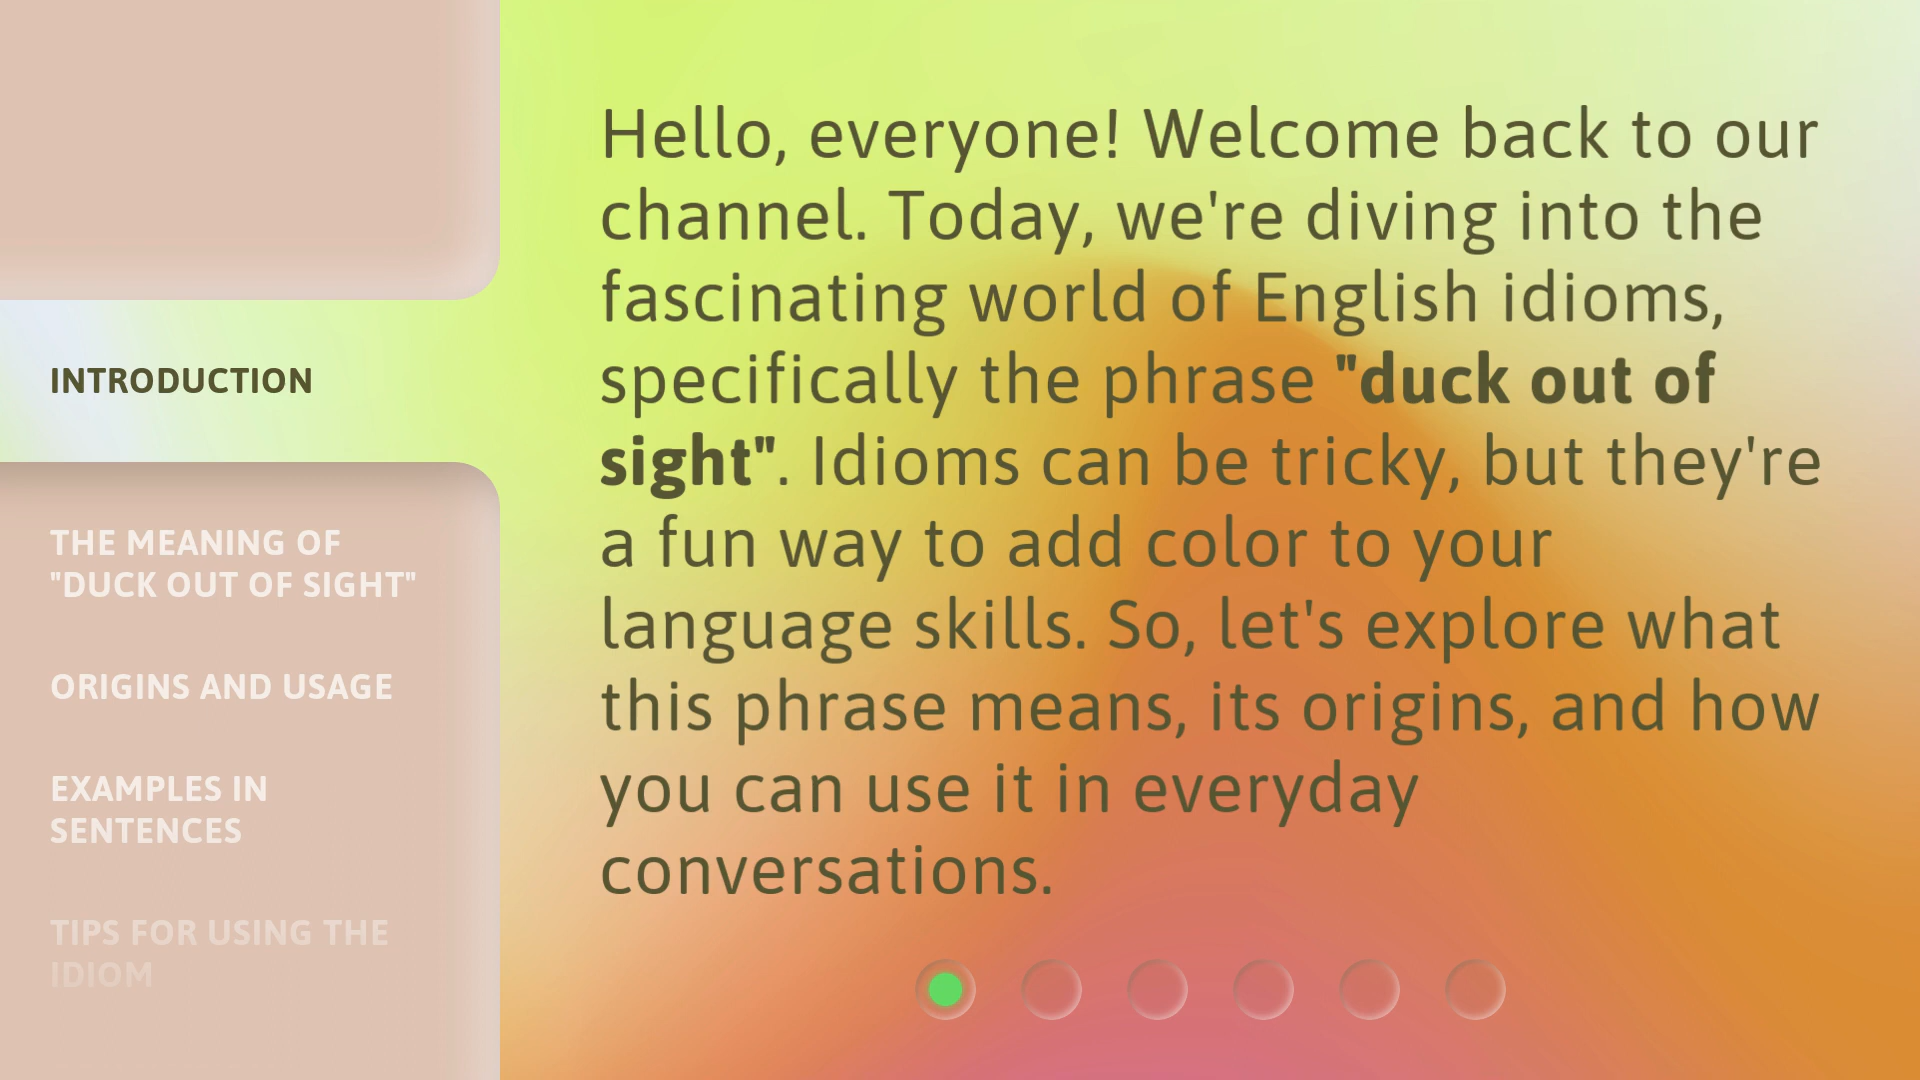 INTRODUCTION
THE MEANING OF
"DUCK OUT OF SIGHT"
ORIGINS AND USAGE
EXAMPLES IN
SENTENCES
TIPS FOR USING THE
IDIOM
Hello, everyone! Welcome back to our
channel. Today, we're diving into the
fascinating world of English idioms,
specifically the phrase "duck out of
sight". Idioms can be tricky, but they're
a fun way to add color to your
language skills. So, let's explore what
this phrase means, its origins, and how
you can use it in everyday
conversations.